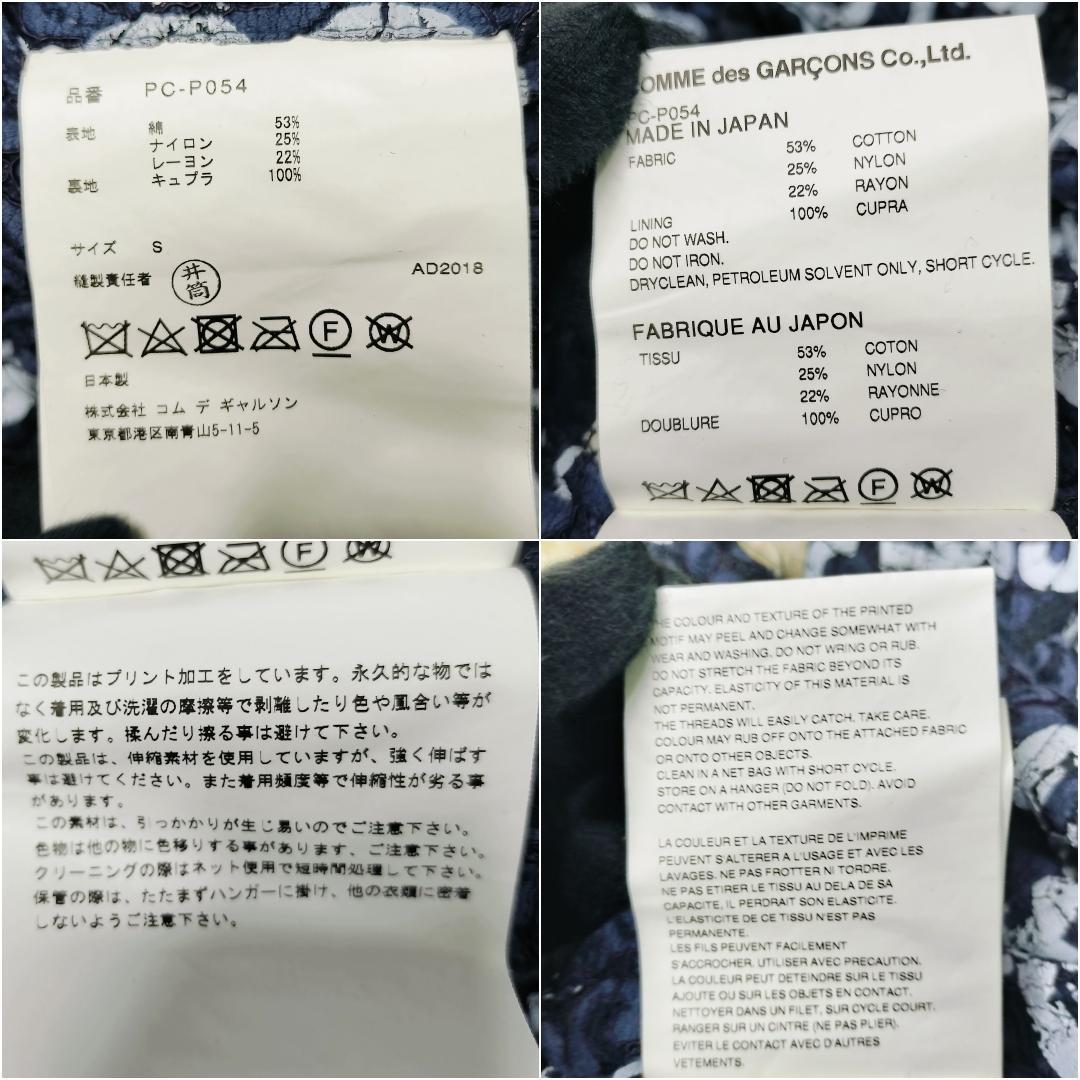 品番 PC-P054
表地 綿 53%
ナイロン 25%
レーヨン 22%
裏地 キュプラ 100%
サイズ S
縫製責任者 井筒 AD2018
F W
日本製
株式会社 コム デ ギャルソン
東京都港区南青山5-11-5
OMME des GARÇONS Co.,Ltd.
PC-P054
MADE IN JAPAN
FABRIC 53% COTTON
25% NYLON
22% RAYON
LINING 100% CUPRA
DO NOT WASH.
DO NOT IRON.
DRYCLEAN, PETROLEUM SOLVENT ONLY, SHORT CYCLE.
FABRIQUE AU JAPON
TISSU 53% COTON
25% NYLON
22% RAYONNE
DOUBLURE 100% CUPRO
F W
F W
この製品はプリント加工をしています。永久的な物では
なく着用及び洗濯の摩擦等で剥離したり色や風合い等が
変化します。揉んだり擦る事は避けて下さい。
この製品は、伸縮素材を使用していますが、強く伸ばす
事は避けてください。また着用頻度等で伸縮性が劣る事
があります。
この素材は、引っかかりが生じ易いのでご注意下さい。
色物は他の物に色移りする事があります、ご注意下さい。
クリーニングの際はネット使用で短時間処理して下さい。
保管の際は、たたまずハンガーに掛け、他の衣類に密着
しないようご注意下さい。
HE COLOUR AND TEXTURE OF THE PRINTED
MOTIF MAY PEEL AND CHANGE SOMEWHAT WITH
WEAR AND WASHING. DO NOT WRING OR RUB.
DO NOT STRETCH THE FABRIC BEYOND ITS
CAPACITY. ELASTICITY OF THIS MATERIAL IS
NOT PERMANENT.
THE THREADS WILL EASILY CATCH. TAKE CARE.
COLOUR MAY RUB OFF ONTO THE ATTACHED FABRIC
OR ONTO OTHER OBJECTS.
CLEAN IN A NET BAG WITH SHORT CYCLE.
STORE ON A HANGER (DO NOT FOLD). AVOID
CONTACT WITH OTHER GARMENTS.
LA COULEUR ET LA TEXTURE DE L'IMPRIME
PEUVENT S'ALTERER A L'USAGE ET AVEC LES
LAVAGES. NE PAS FROTTER NI TORDRE.
NE PAS ETIRER LE TISSU AU DELA DE SA
CAPACITE, IL PERDRAIT SON ELASTICITE.
L'ELASTICITE DE CE TISSU N'EST PAS
PERMANENTE.
LES FILS PEUVENT FACILEMENT
S'ACCROCHER. UTILISER AVEC PRECAUTION.
LA COULEUR PEUT DETEINDRE SUR LE TISSU
AJOUTE OU SUR LES OBJETS EN CONTACT.
NETTOYER DANS UN FILET, SUR CYCLE COURT.
RANGER SUR UN CINTRE (NE PAS PLIER).
EVITER LE CONTACT AVEC D'AUTRES
VETEMENTS.